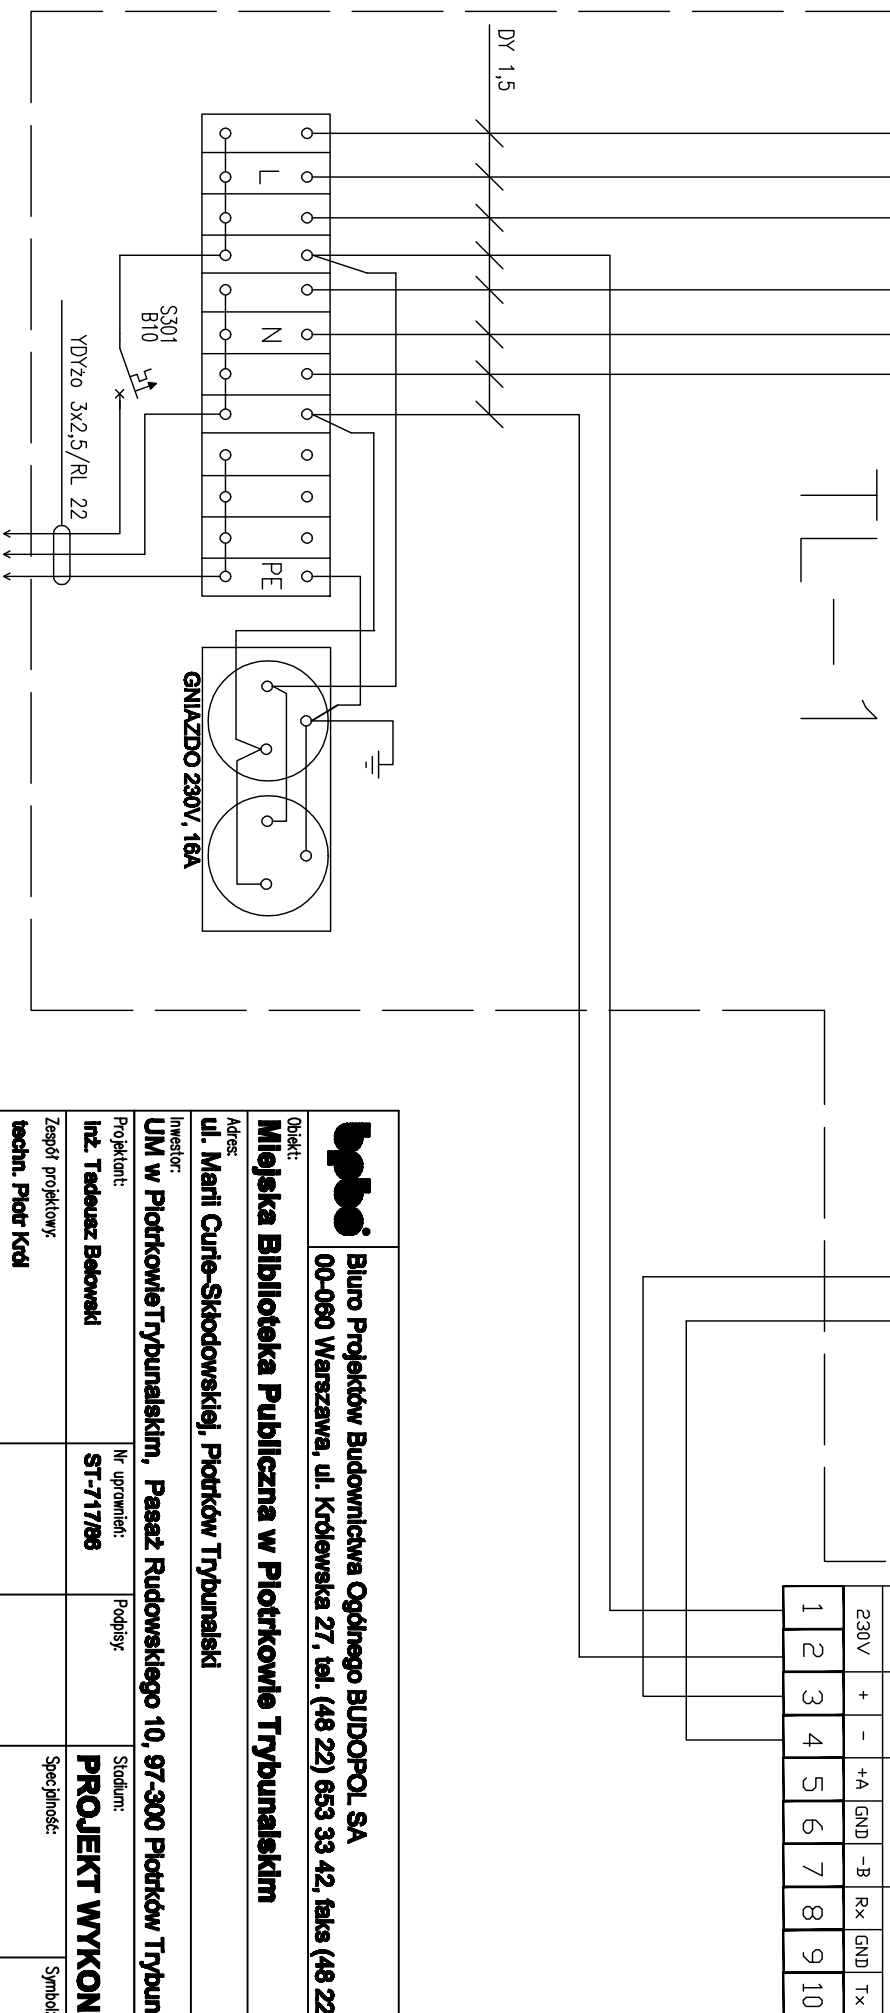 DY 1,5
L
N
PE
S301
B10
YDYżo 3x2,5/RL 22
GNIAZDO 230V, 16A
TL-1
230V + - +A GND -B Rx GND Tx
1 2 3 4 5 6 7 8 9 10
bpbo
Biuro Projektów Budownictwa Ogólnego BUDOPOL SA
00-060 Warszawa, ul. Królewska 27, tel. (48 22) 653 33 42, faks (48 22
Obiekt:
Miejska Biblioteka Publiczna w Piotrkowie Trybunalskim
Adres:
ul. Marii Curie-Skłodowskiej, Piotrków Trybunalski
Inwestor:
UM w PiotrkowieTrybunalskim, Pasaż Rudowskiego 10, 97-300 Piotrków Trybun
Projektant:
inż. Tadeusz Belowski
Nr uprawnień:
ST-717/86
Podpisy:
Stadium:
PROJEKT WYKON
Zespół projektowy:
techn. Piotr Król
Specjalność:
Symbol: